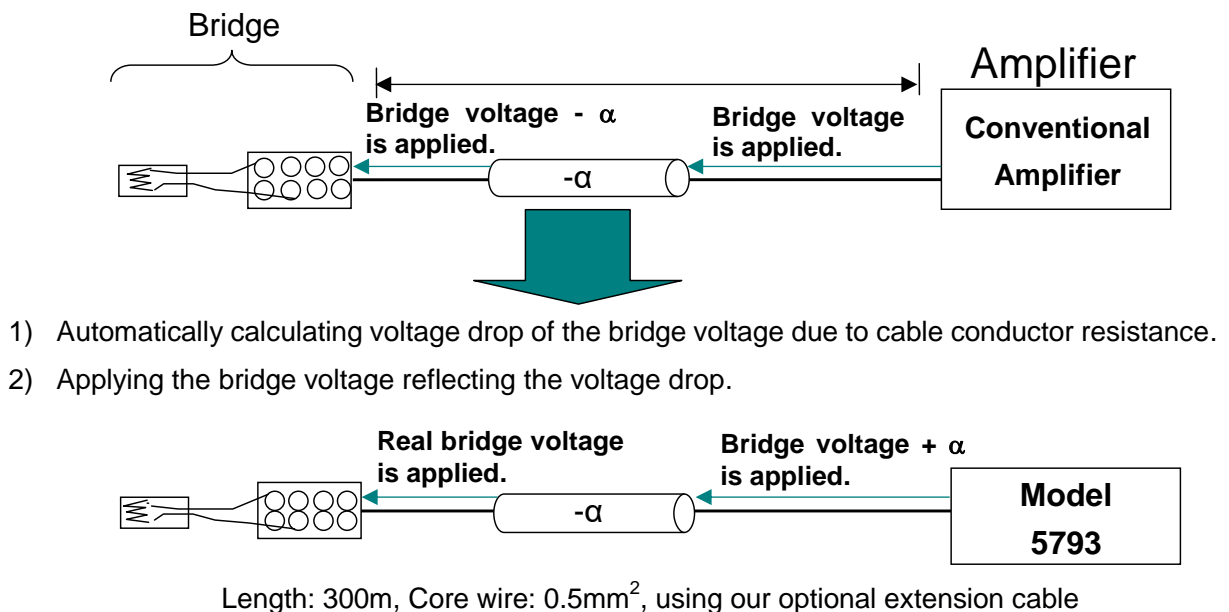 Bridge
Amplifier
Bridge voltage - α
is applied.
Bridge voltage
is applied.
Conventional
Amplifier
-α
1) Automatically calculating voltage drop of the bridge voltage due to cable conductor resistance.
2) Applying the bridge voltage reflecting the voltage drop.
Real bridge voltage
is applied.
Bridge voltage + α
is applied.
Model
5793
-α
Length: 300m, Core wire: 0.5mm², using our optional extension cable